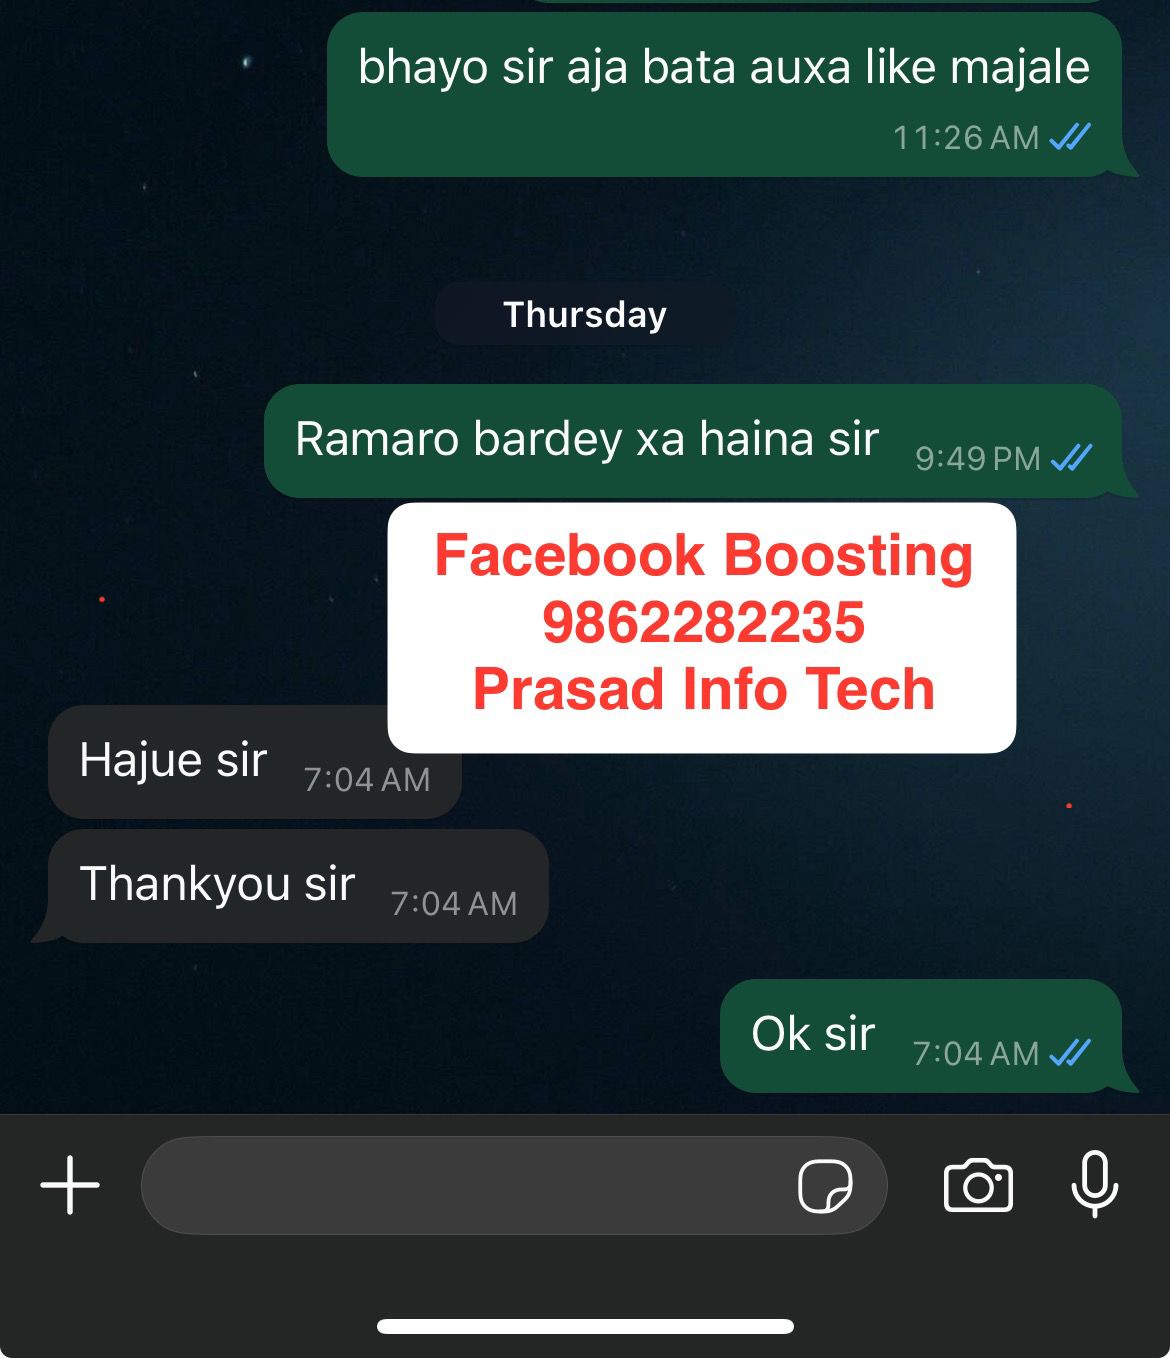 bhayo sir aja bata auxa like majale
11:26 AM
Thursday
Ramaro bardey xa haina sir 9:49 PM
Facebook Boosting
9862282235
Prasad Info Tech
Hajue sir 7:04 AM
Thankyou sir 7:04 AM
Ok sir 7:04 AM